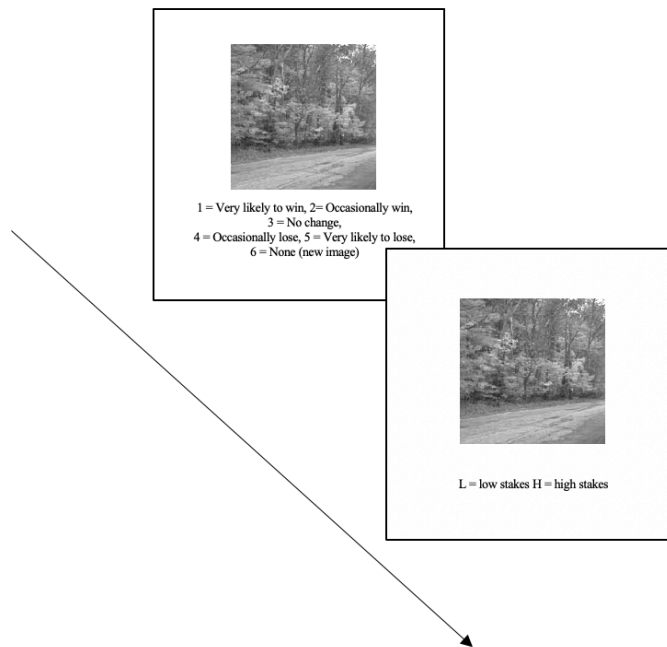 1 = Very likely to win, 2= Occasionally win,
3 = No change,
4 = Occasionally lose, 5 = Very likely to lose,
6 = None (new image)
L = low stakes H = high stakes